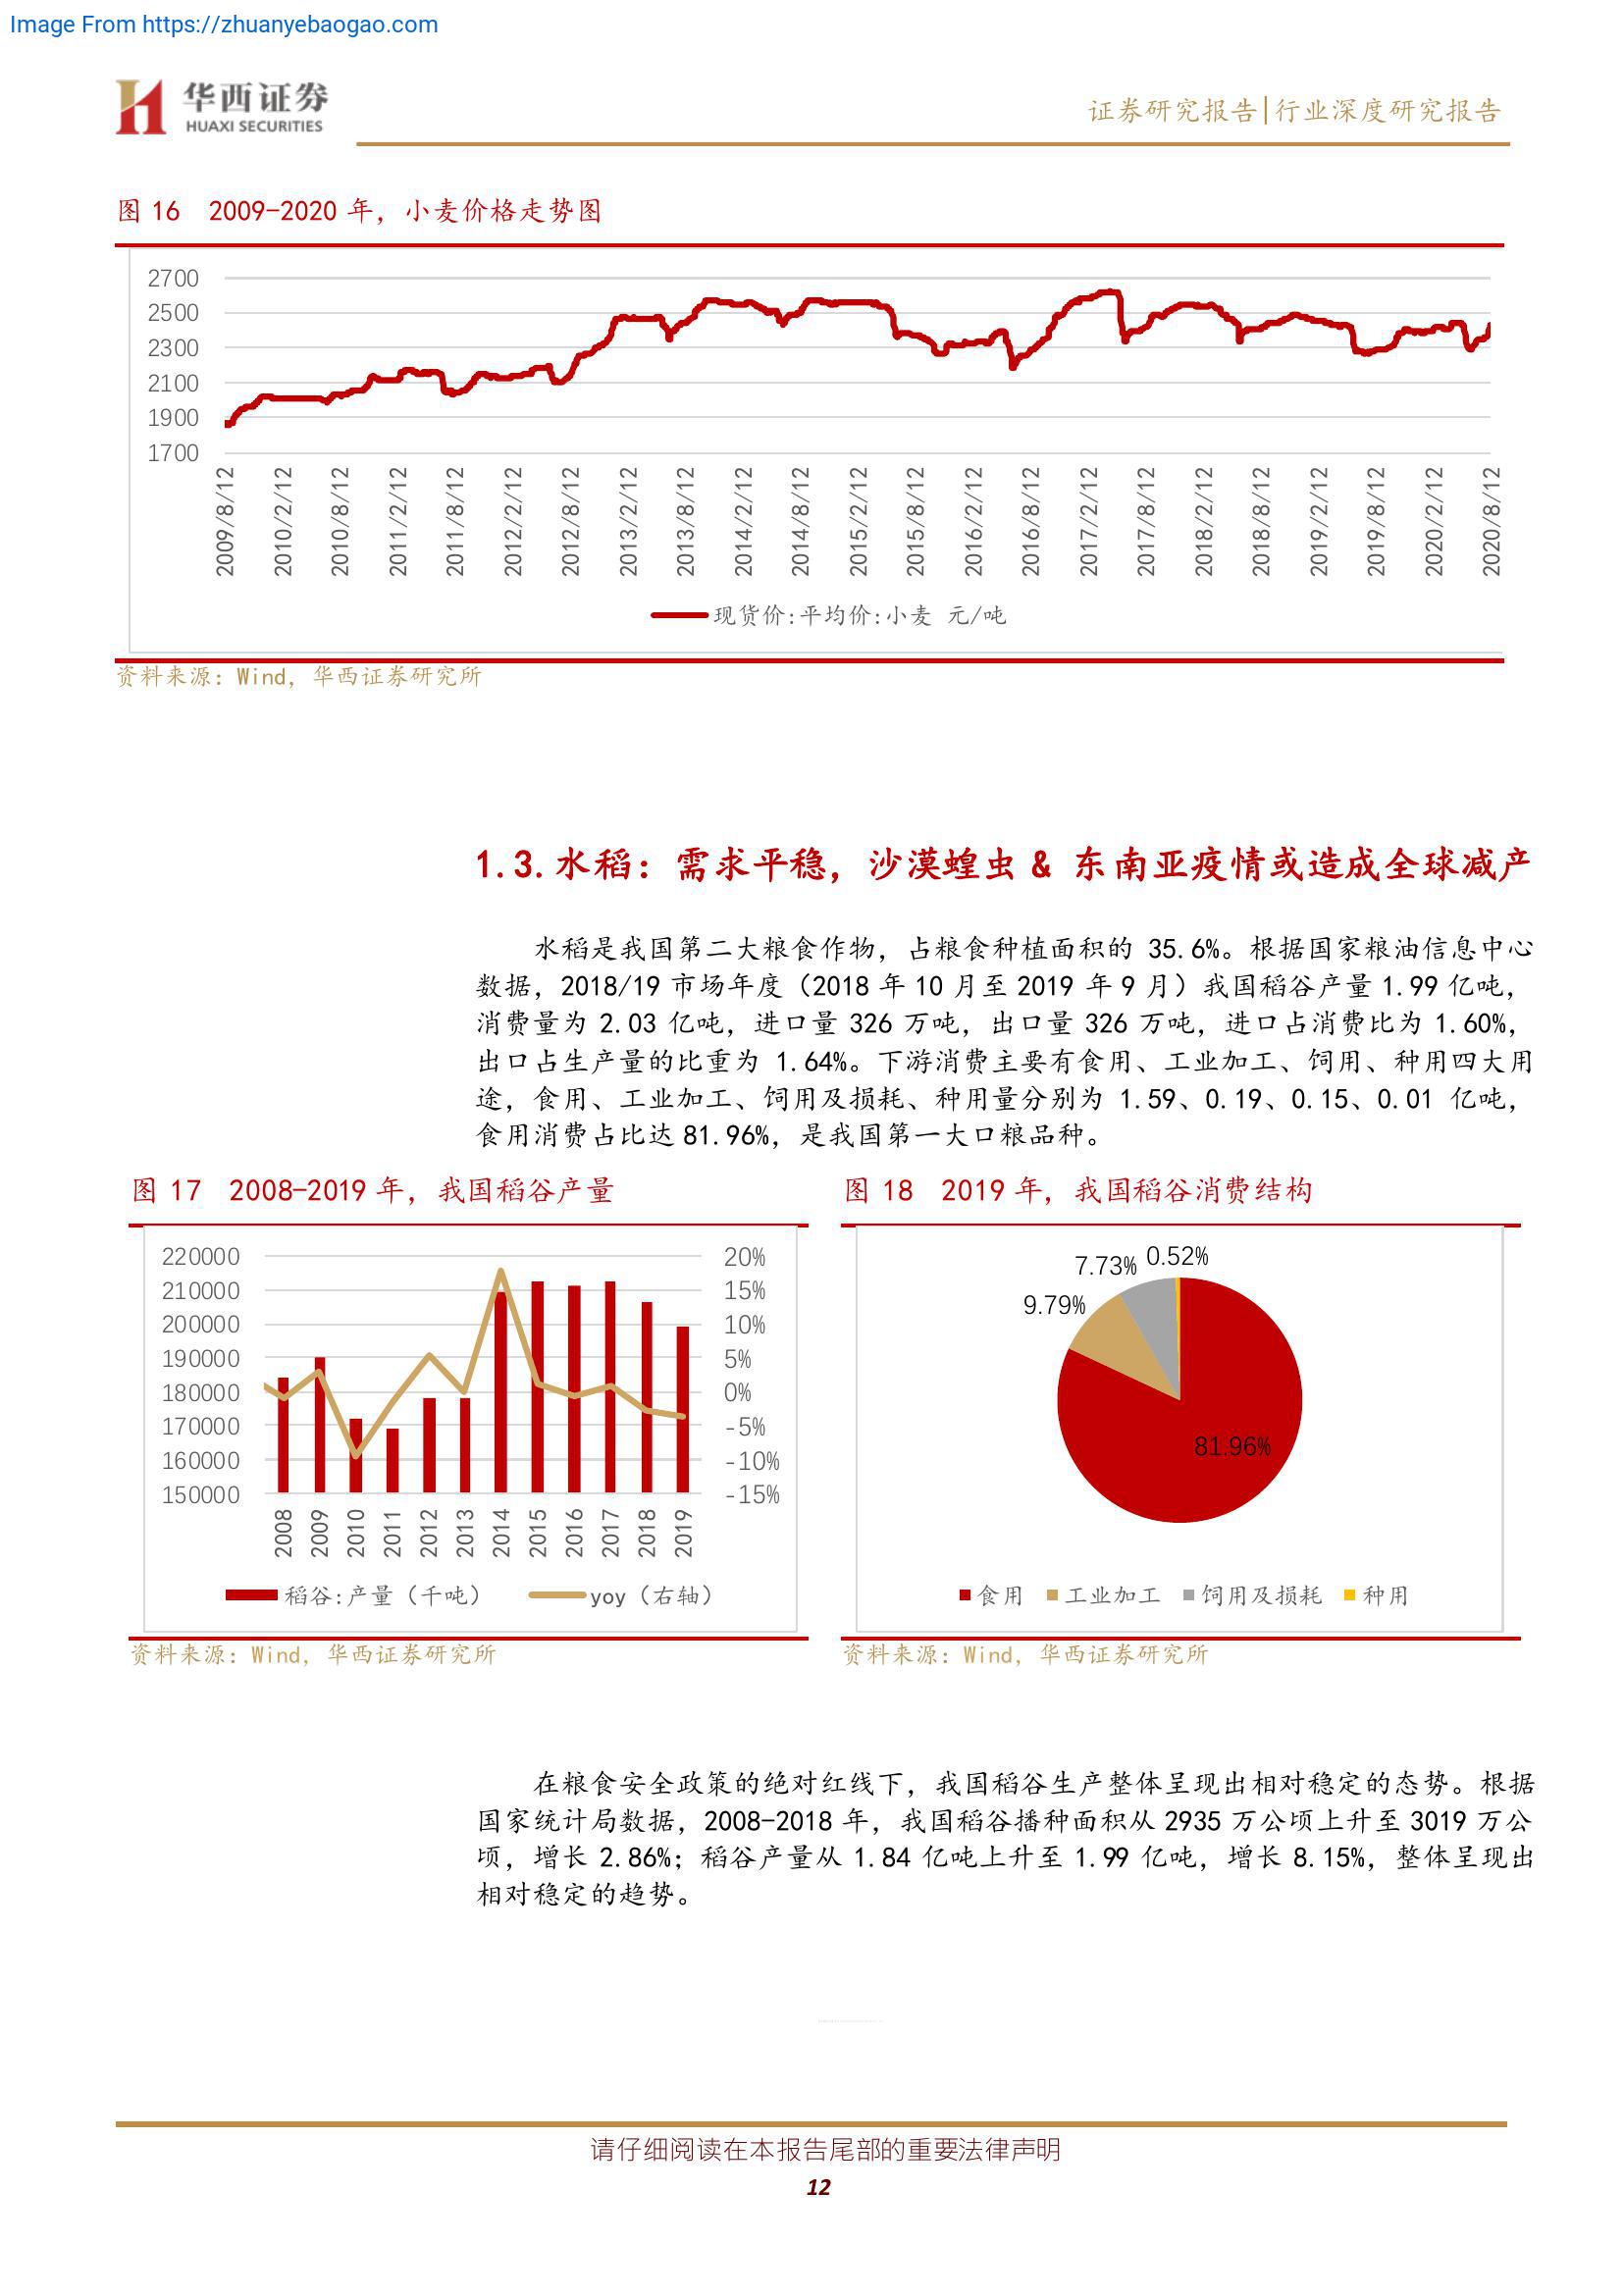 Image From https://zhuanyebaogao.com
华西证券
HUAXI SECURITIES
证券研究报告|行业深度研究报告
图 16 2009-2020 年，小麦价格走势图
2700
2500
2300
2100
1900
1700
2009/8/12
2010/2/12
2010/8/12
2011/2/12
2011/8/12
2012/2/12
2012/8/12
2013/2/12
2013/8/12
2014/2/12
2014/8/12
2015/2/12
2015/8/12
2016/2/12
2016/8/12
2017/2/12
2017/8/12
2018/2/12
2018/8/12
2019/2/12
2019/8/12
2020/2/12
2020/8/12
现货价:平均价:小麦 元/吨
资料来源：Wind，华西证券研究所
1.3.水稻：需求平稳，沙漠蝗虫 & 东南亚疫情或造成全球减产
水稻是我国第二大粮食作物，占粮食种植面积的 35.6%。根据国家粮油信息中心
数据，2018/19 市场年度（2018 年 10 月至 2019 年 9 月）我国稻谷产量 1.99 亿吨，
消费量为 2.03 亿吨，进口量 326 万吨，出口量 326 万吨，进口占消费比为 1.60%，
出口占生产量的比重为 1.64%。下游消费主要有食用、工业加工、饲用、种用四大用
途，食用、工业加工、饲用及损耗、种用量分别为 1.59、0.19、0.15、0.01 亿吨，
食用消费占比达 81.96%，是我国第一大口粮品种。
图 17 2008-2019 年，我国稻谷产量
220000
210000
200000
190000
180000
170000
160000
150000
20%
15%
10%
5%
0%
-5%
-10%
-15%
2008
2009
2010
2011
2012
2013
2014
2015
2016
2017
2018
2019
稻谷:产量（千吨） yoy（右轴）
资料来源：Wind，华西证券研究所
图 18 2019 年，我国稻谷消费结构
0.52%
7.73%
9.79%
81.96%
食用 工业加工 饲用及损耗 种用
资料来源：Wind，华西证券研究所
在粮食安全政策的绝对红线下，我国稻谷生产整体呈现出相对稳定的态势。根据
国家统计局数据，2008-2018 年，我国稻谷播种面积从 2935 万公顷上升至 3019 万公
顷，增长 2.86%；稻谷产量从 1.84 亿吨上升至 1.99 亿吨，增长 8.15%，整体呈现出
相对稳定的趋势。
请仔细阅读在本报告尾部的重要法律声明
12